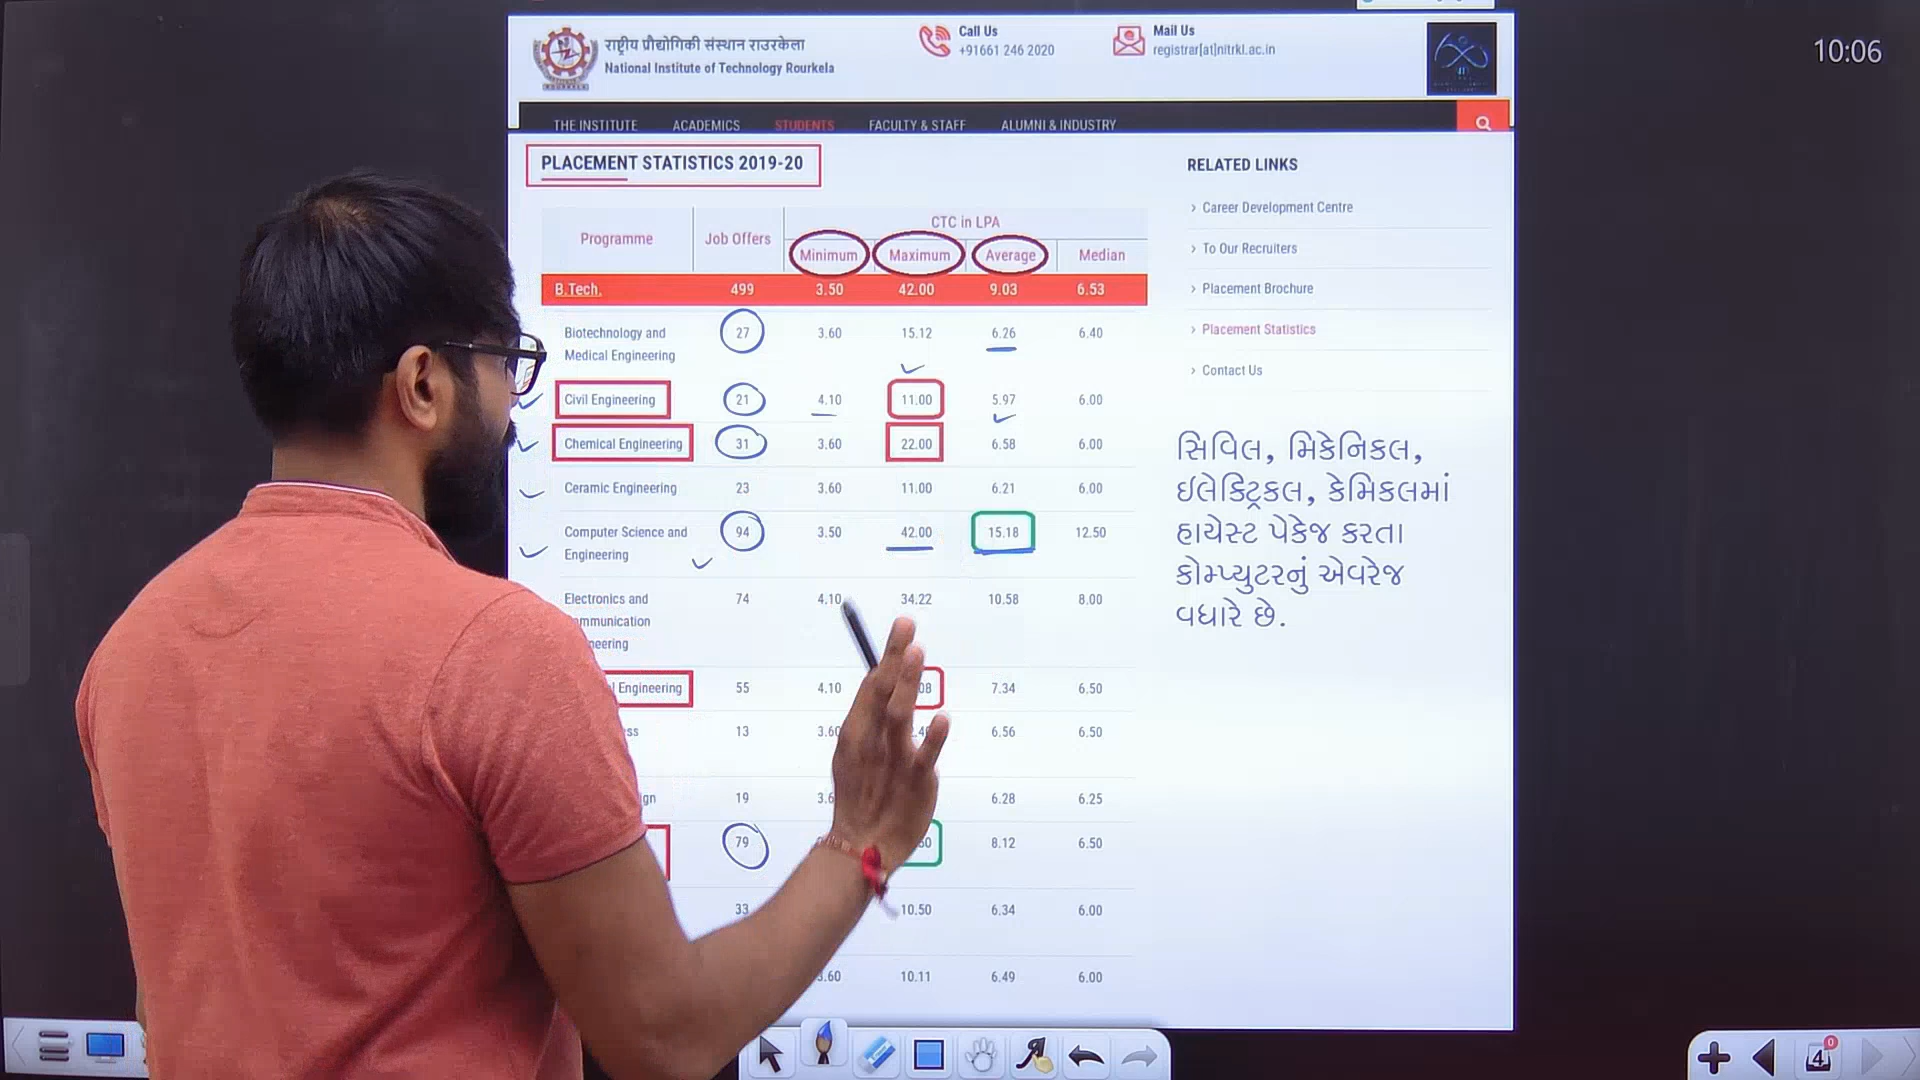 10:06
राष्ट्रीय प्रौद्योगिकी संस्थान राउरकेला
National Institute of Technology Rourkela
Call Us
+91661 246 2020
Mail Us
registrar[at]nitrkl.ac.in
THE INSTITUTE ACADEMICS STUDENTS FACULTY & STAFF ALUMNI & INDUSTRY
PLACEMENT STATISTICS 2019-20
Programme Job Offers CTC in LPA
Minimum Maximum Average Median
B.Tech. 499 3.50 42.00 9.03 6.53
Biotechnology and 27 3.60 15.12 6.26 6.40
Medical Engineering
Civil Engineering 21 4.10 11.00 5.97 6.00
Chemical Engineering 31 3.60 22.00 6.58 6.00
Ceramic Engineering 23 3.60 11.00 6.21 6.00
Computer Science and 94 3.50 42.00 15.18 12.50
Engineering
Electronics and 74 4.10 34.22 10.58 8.00
Engineering 55 4.10 7.34 6.50
13 6.56 6.50
19 6.28 6.25
79 8.12 6.50
33 10.50 6.34 6.00
10.11 6.49 6.00
RELATED LINKS
› Career Development Centre
› To Our Recruiters
› Placement Brochure
› Placement Statistics
› Contact Us
સિવિલ, મિકેનિકલ,
ઈલેક્ટ્રિકલ, કેમિકલમાં
હાયેસ્ટ પેકેજ કરતા
કોમ્પ્યુટરનું એવરેજ
વધારે છે.
4
0